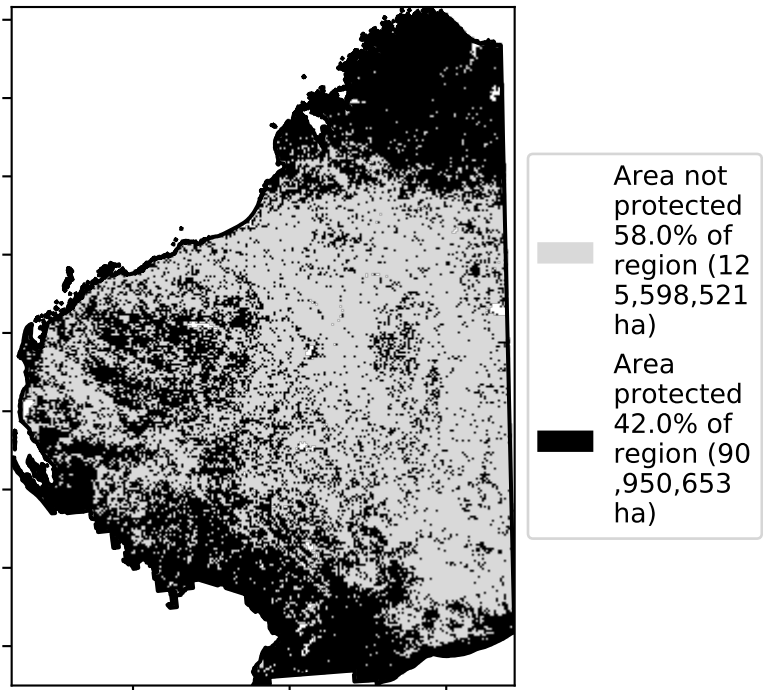 Area not
protected
58.0% of
region (12
5,598,521
ha)
Area
protected
42.0% of
region (90
,950,653
ha)